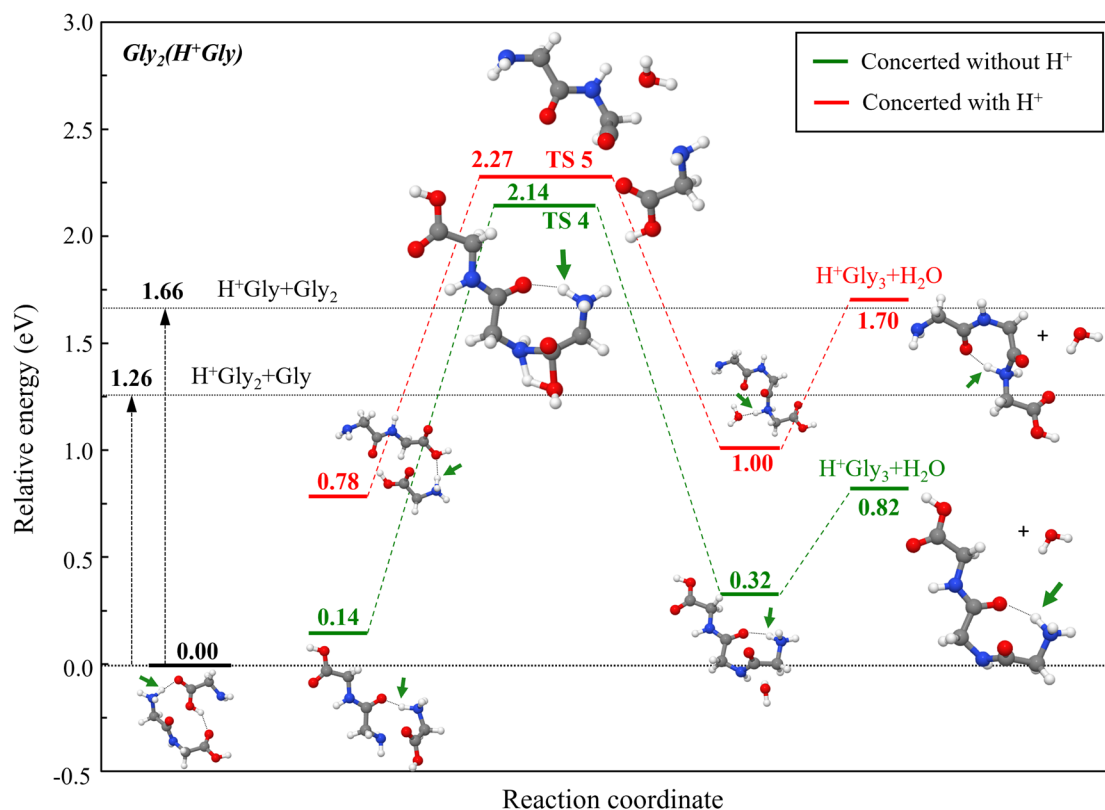 3.0
2.5
2.0
1.5
1.0
0.5
0.0
-0.5
Relative energy (eV)
Reaction coordinate
Gly₂(H⁺Gly)
Concerted without H⁺
Concerted with H⁺
2.27 TS 5
2.14
TS 4
1.66 H⁺Gly+Gly₂
1.26 H⁺Gly₂+Gly
H⁺Gly₃+H₂O
1.70
+
0.78
1.00
H⁺Gly₃+H₂O
0.82
+
0.32
0.14
0.00